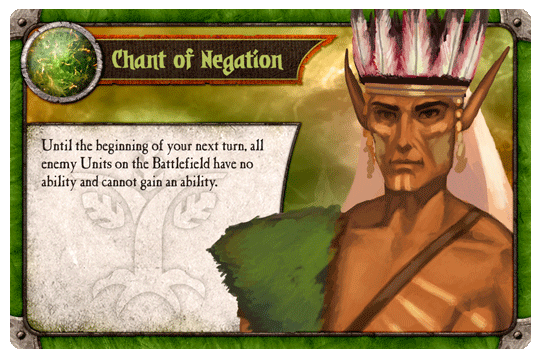 Chant of Negation
Until the beginning of your next turn, all
enemy Units on the Battlefield have no
ability and cannot gain an ability.